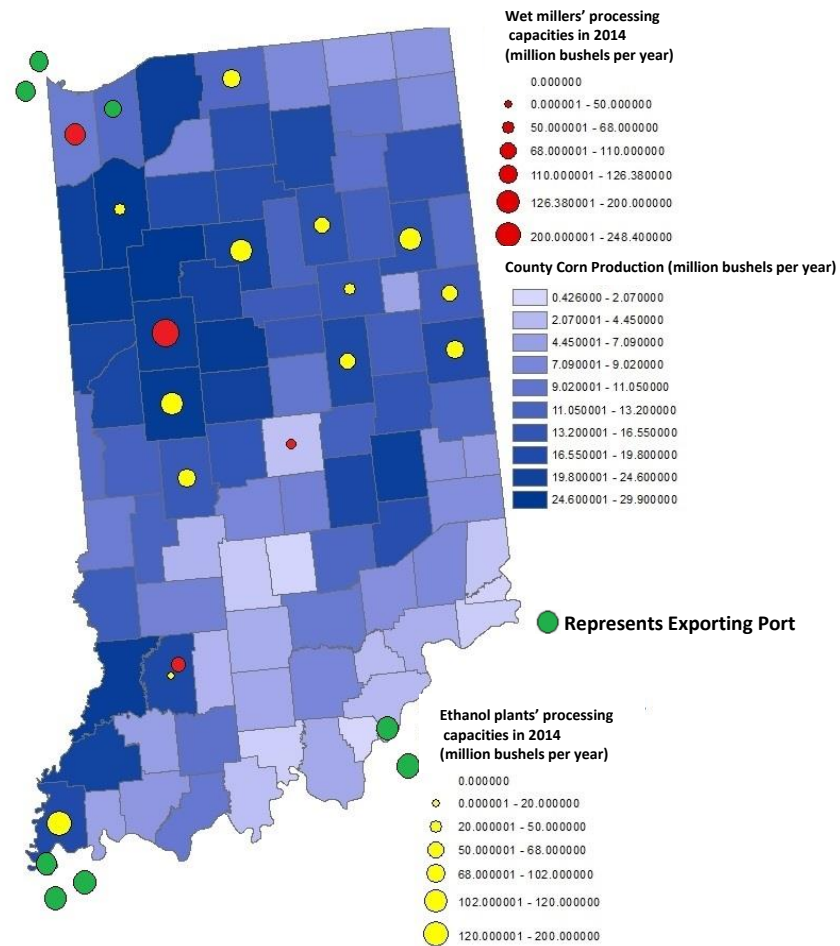 Wet millers’ processing
capacities in 2014
(million bushels per year)
0.000000
0.000001 - 50.000000
50.000001 - 68.000000
68.000001 - 110.000000
110.000001 - 126.380000
126.380001 - 200.000000
200.000001 - 248.400000
County Corn Production (million bushels per year)
0.426000 - 2.070000
2.070001 - 4.450000
4.450001 - 7.090000
7.090001 - 9.020000
9.020001 - 11.050000
11.050001 - 13.200000
13.200001 - 16.550000
16.550001 - 19.800000
19.800001 - 24.600000
24.600001 - 29.900000
Represents Exporting Port
Ethanol plants’ processing
capacities in 2014
(million bushels per year)
0.000000
0.000001 - 20.000000
20.000001 - 50.000000
50.000001 - 68.000000
68.000001 - 102.000000
102.000001 - 120.000000
120.000001 - 200.000000